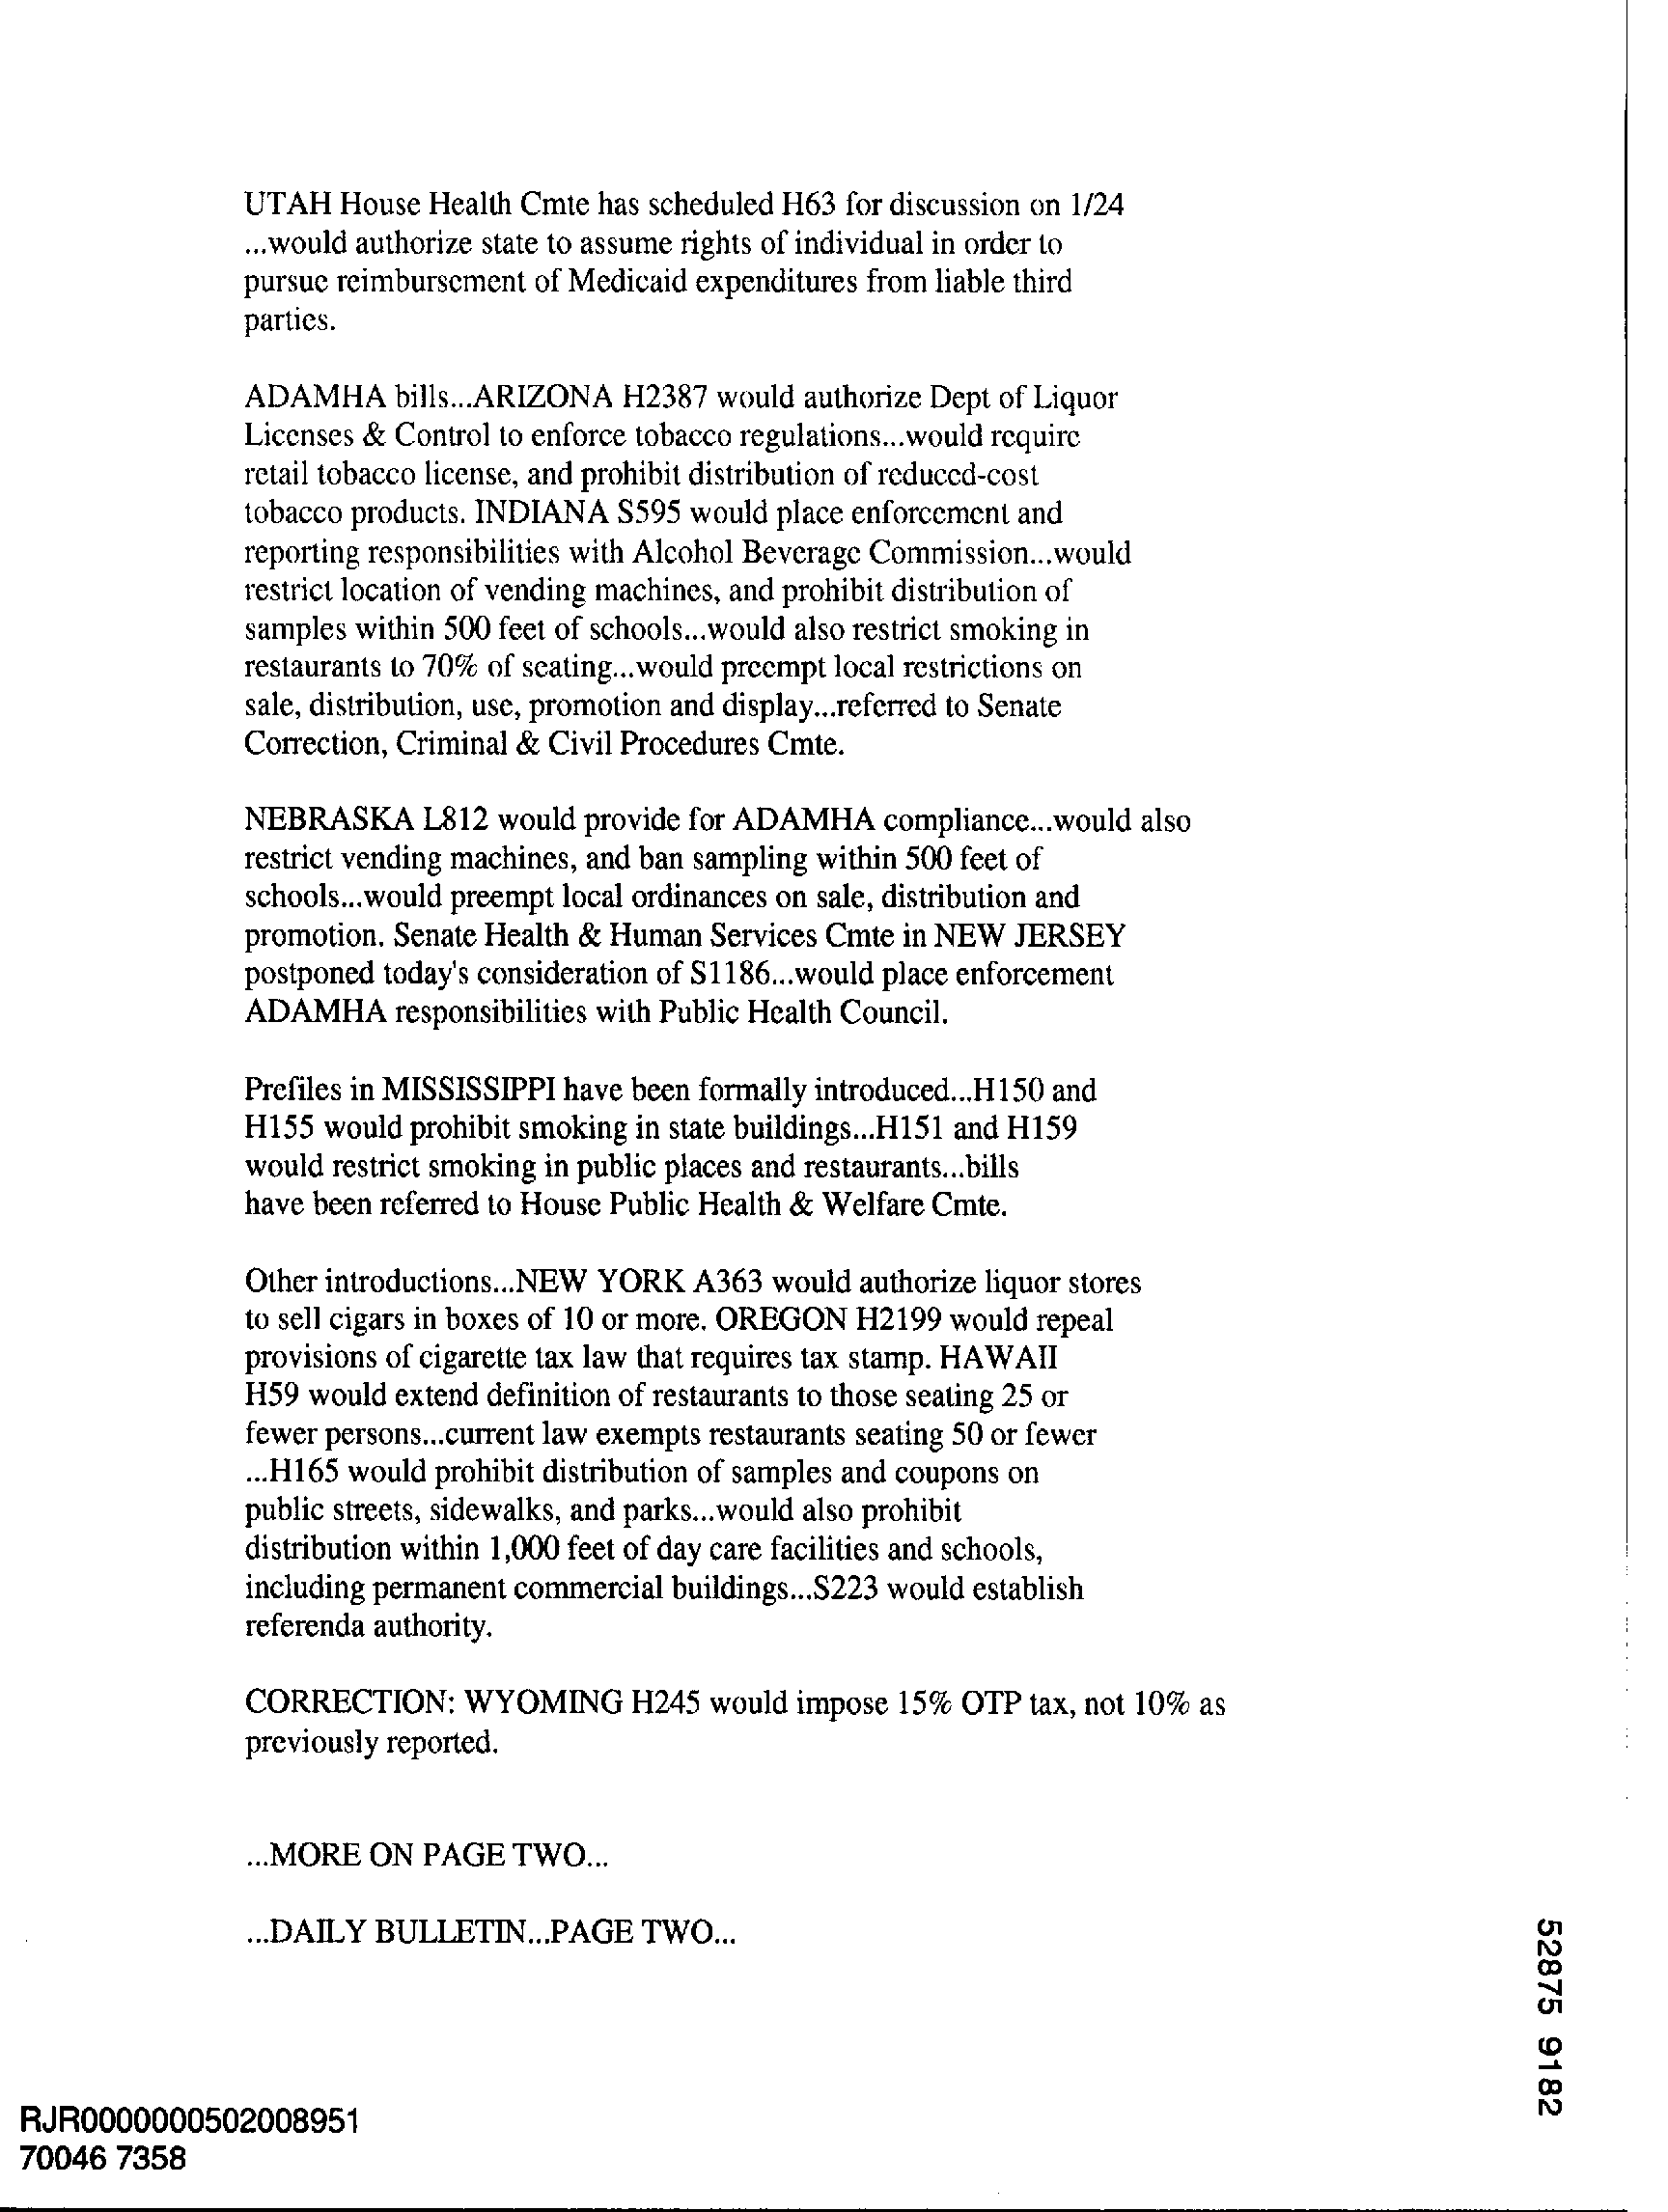 UTAH House Health Cmte has scheduled H63 for discussion on 1/24
...would authorize state to assume rights of individual in order to
pursue reimbursement of Medicaid expenditures from liable third
parties.
ADAMHA bills...ARIZONA H2387 would authorize Dept of Liquor
Licenses & Control to enforce tobacco regulations...would require
retail tobacco license, and prohibit distribution of reduced-cost
tobacco products. INDIANA S595 would place enforcement and
reporting responsibilities with Alcohol Beverage Commission...would
restrict location of vending machines, and prohibit distribution of
samples within 500 feet of schools...would also restrict smoking in
restaurants to 70% of seating...would preempt local restrictions on
sale, distribution, use, promotion and display...referred to Senate
Correction, Criminal & Civil Procedures Cmte.
NEBRASKA L812 would provide for ADAMHA compliance...would also
restrict vending machines, and ban sampling within 500 feet of
schools...would preempt local ordinances on sale, distribution and
promotion. Senate Health & Human Services Cmte in NEW JERSEY
postponed today's consideration of S1186...would place enforcement
ADAMHA responsibilities with Public Health Council.
Prefiles in MISSISSIPPI have been formally introduced...H150 and
H155 would prohibit smoking in state buildings...H151 and H159
would restrict smoking in public places and restaurants...bills
have been referred to House Public Health & Welfare Cmte.
Other introductions...NEW YORK A363 would authorize liquor stores
to sell cigars in boxes of 10 or more. OREGON H2199 would repeal
provisions of cigarette tax law that requires tax stamp. HAWAII
H59 would extend definition of restaurants to those seating 25 or
fewer persons...current law exempts restaurants seating 50 or fewer
...H165 would prohibit distribution of samples and coupons on
public streets, sidewalks, and parks...would also prohibit
distribution within 1,000 feet of day care facilities and schools,
including permanent commercial buildings...S223 would establish
referenda authority.
CORRECTION: WYOMING H245 would impose 15% OTP tax, not 10% as
previously reported.
...MORE ON PAGE TWO...
...DAILY BULLETIN...PAGE TWO...
52875 9182
RJR0000000502008951
70046 7358